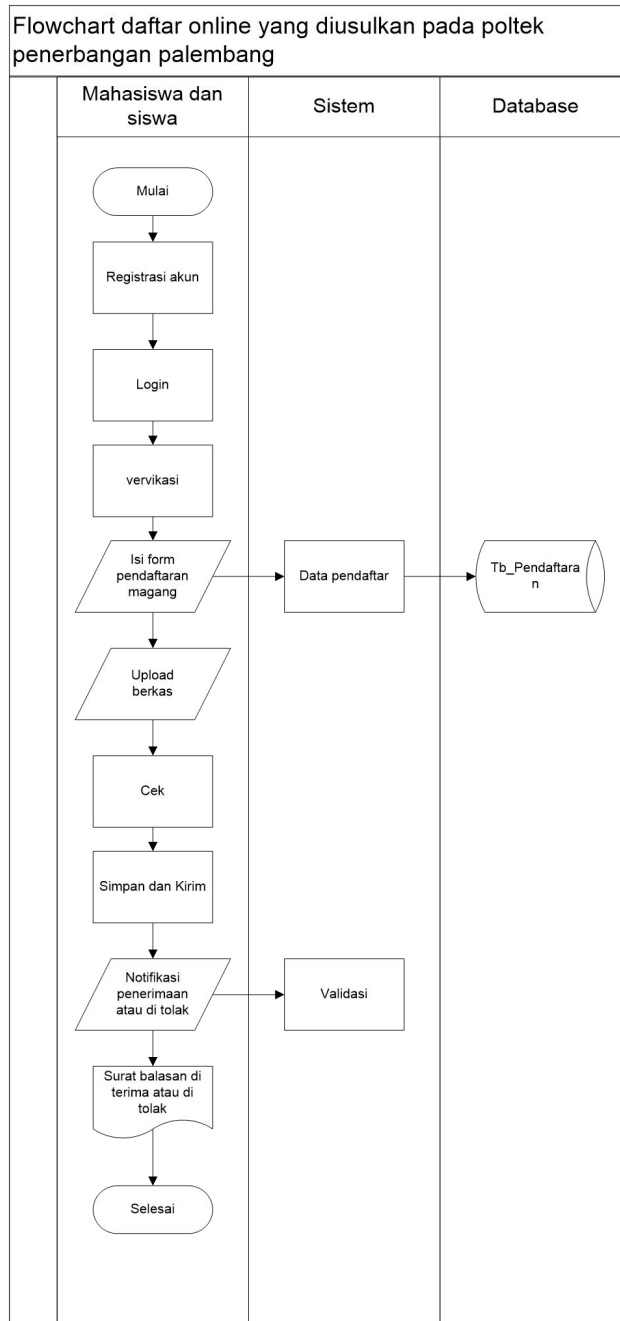 Flowchart daftar online yang diusulkan pada poltek
penerbangan palembang
Mahasiswa dan
siswa
Sistem
Database
Mulai
Registrasi akun
Login
vervikasi
Isi form
pendaftaran
magang
Data pendaftar
Tb_Pendaftara
n
Upload
berkas
Cek
Simpan dan Kirim
Notifikasi
penerimaan
atau di tolak
Validasi
Surat balasan di
terima atau di
tolak
Selesai